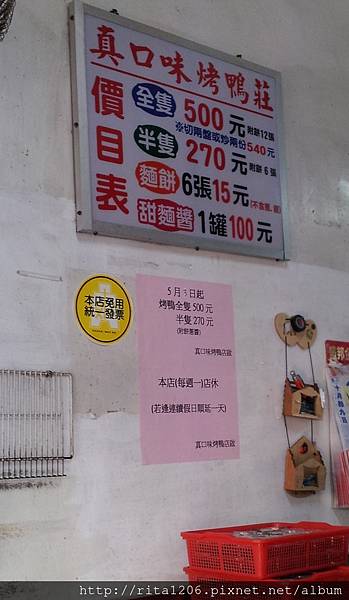 真口味烤鴨莊
價目表
全隻 500元 附餅12張
※切兩盤或炒兩份540元
半隻 270元 附餅6張
麵餅 6張15元
甜麵醬 1罐100元
本店免用
統一發票
5月3日起
烤鴨全隻500元
半隻270元
(附餅蔥醬)
真口味烤鴨店啟
本店(每週一)店休
(若逢連續假日順延一天)
真口味烤鴨店啟
http://rita1206.pixnet.net/album